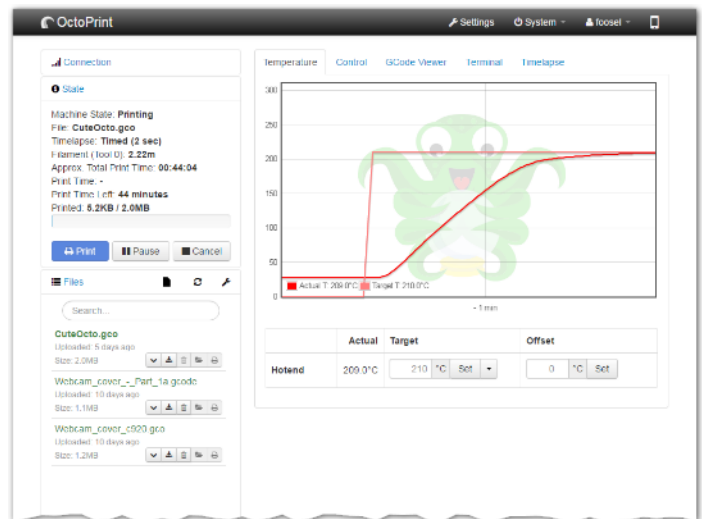 OctoPrint
Settings
System
foosel
Connection
State
Machine State: Printing
File: CuteOcto.gco
Timelapse: Timed (2 sec)
Filament (Tool 0): 2.22m
Approx. Total Print Time: 00:44:04
Print Time: -
Print Time Left: 44 minutes
Printed: 5.2KB / 2.0MB
Print
Pause
Cancel
Files
Search...
CuteOcto.gco
Uploaded: 5 days ago
Size: 2.0MB
Webcam_cover_-_Part_1a.gcode
Uploaded: 10 days ago
Size: 1.1MB
Webcam_cover_c920.gco
Uploaded: 10 days ago
Size: 1.2MB
Temperature
Control
GCode Viewer
Terminal
Timelapse
300
250
200
150
100
50
0
Actual T: 209.0°C
Target T: 210.0°C
- 1 min
Actual
Target
Offset
Hotend
209.0°C
210 °C Set
0 °C Set